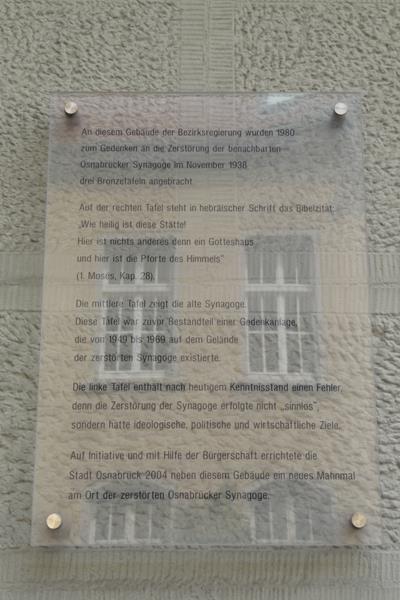 An diesem Gebäude der Bezirksregierung wurden 1980
zum Gedenken an die Zerstörung der benachbarten
Osnabrücker Synagoge im November 1938
drei Bronzetafeln angebracht.
Auf der rechten Tafel steht in hebräischer Schrift das Bibelzitat:
„Wie heilig ist diese Stätte!
Hier ist nichts anderes denn ein Gotteshaus
und hier ist die Pforte des Himmels“
(1. Moses, Kap. 28).
Die mittlere Tafel zeigt die alte Synagoge.
Diese Tafel war zuvor Bestandteil einer Gedenkanlage,
die von 1949 bis 1969 auf dem Gelände
der zerstörten Synagoge existierte.
Die linke Tafel enthält nach heutigem Kenntnisstand einen Fehler,
denn die Zerstörung der Synagoge erfolgte nicht „sinnlos“,
sondern hatte ideologische, politische und wirtschaftliche Ziele.
Auf Initiative und mit Hilfe der Bürgerschaft errichtete die
Stadt Osnabrück 2004 neben diesem Gebäude ein neues Mahnmal
am Ort der zerstörten Osnabrücker Synagoge.